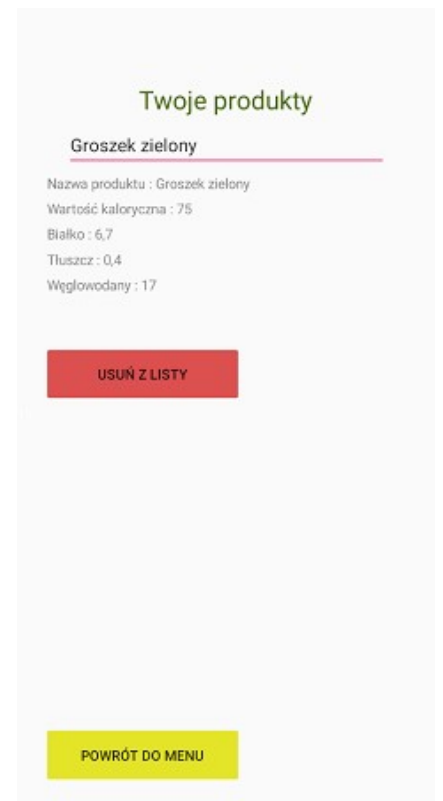 Twoje produkty
Groszek zielony
Nazwa produktu : Groszek zielony
Wartość kaloryczna : 75
Białko : 6,7
Tłuszcz : 0,4
Węglowodany : 17
USUŃ Z LISTY
POWRÓT DO MENU